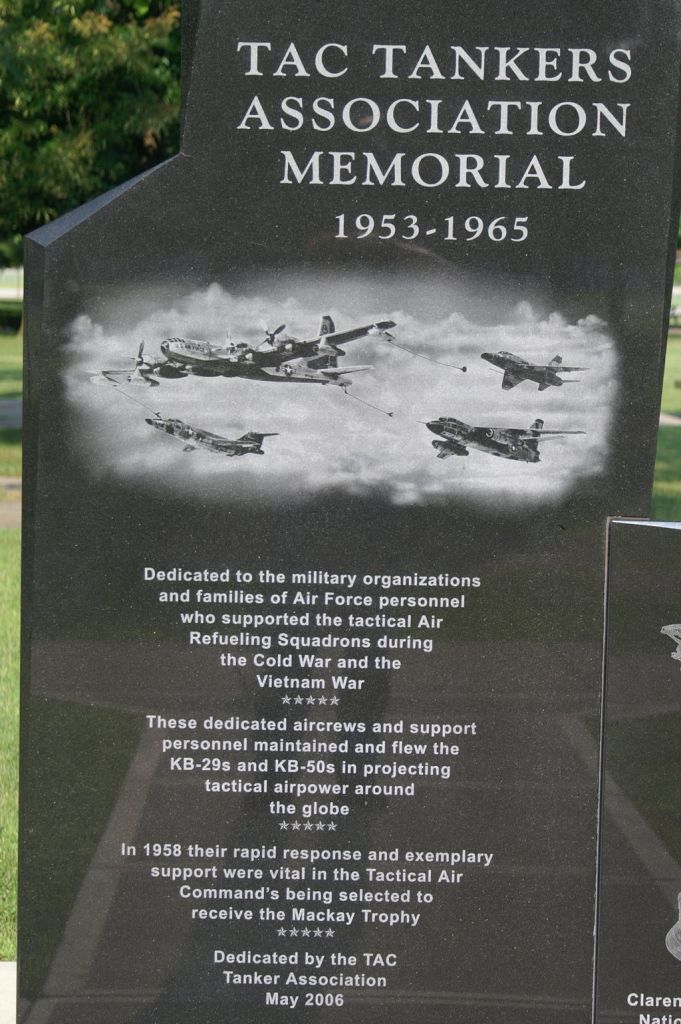 TAC TANKERS
ASSOCIATION
MEMORIAL
1953-1965
Dedicated to the military organizations
and families of Air Force personnel
who supported the tactical Air
Refueling Squadrons during
the Cold War and the
Vietnam War
★★★★★
These dedicated aircrews and support
personnel maintained and flew the
KB-29s and KB-50s in projecting
tactical airpower around
the globe
★★★★★
In 1958 their rapid response and exemplary
support were vital in the Tactical Air
Command's being selected to
receive the Mackay Trophy
★★★★★
Dedicated by the TAC
Tanker Association
May 2006
Claren
Natio